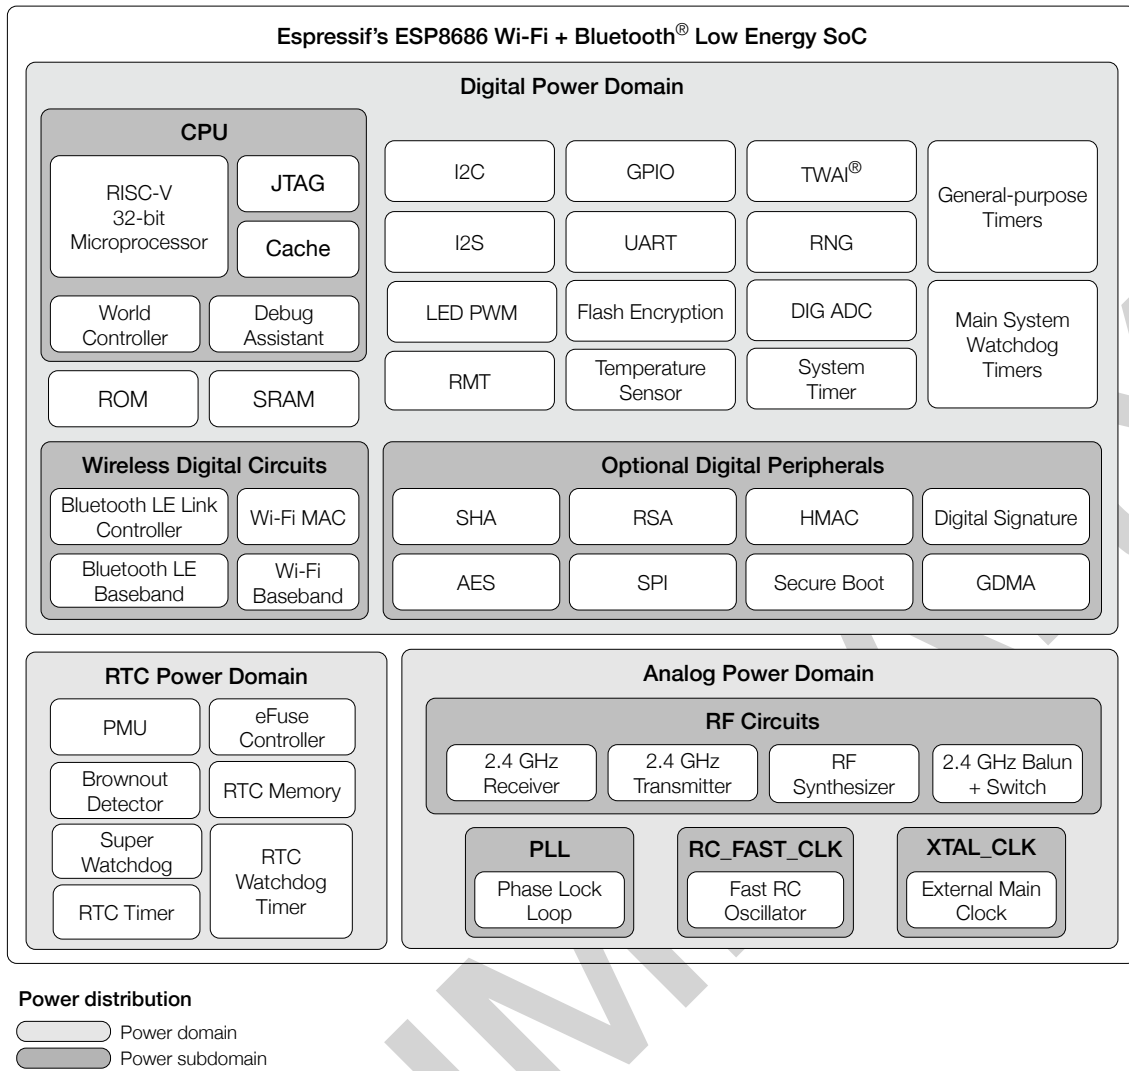 Espressif's ESP8686 Wi-Fi + Bluetooth® Low Energy SoC
Digital Power Domain
CPU
RISC-V
32-bit
Microprocessor
JTAG
Cache
World
Controller
Debug
Assistant
ROM
SRAM
I2C
GPIO
TWAI®
General-purpose
Timers
I2S
UART
RNG
LED PWM
Flash Encryption
DIG ADC
Main System
Watchdog
Timers
RMT
Temperature
Sensor
System
Timer
Wireless Digital Circuits
Bluetooth LE Link
Controller
Wi-Fi MAC
Bluetooth LE
Baseband
Wi-Fi
Baseband
Optional Digital Peripherals
SHA
RSA
HMAC
Digital Signature
AES
SPI
Secure Boot
GDMA
RTC Power Domain
PMU
eFuse
Controller
Brownout
Detector
RTC Memory
Super
Watchdog
RTC
Watchdog
Timer
RTC Timer
Analog Power Domain
RF Circuits
2.4 GHz
Receiver
2.4 GHz
Transmitter
RF
Synthesizer
2.4 GHz Balun
+ Switch
PLL
Phase Lock
Loop
RC_FAST_CLK
Fast RC
Oscillator
XTAL_CLK
External Main
Clock
Power distribution
Power domain
Power subdomain